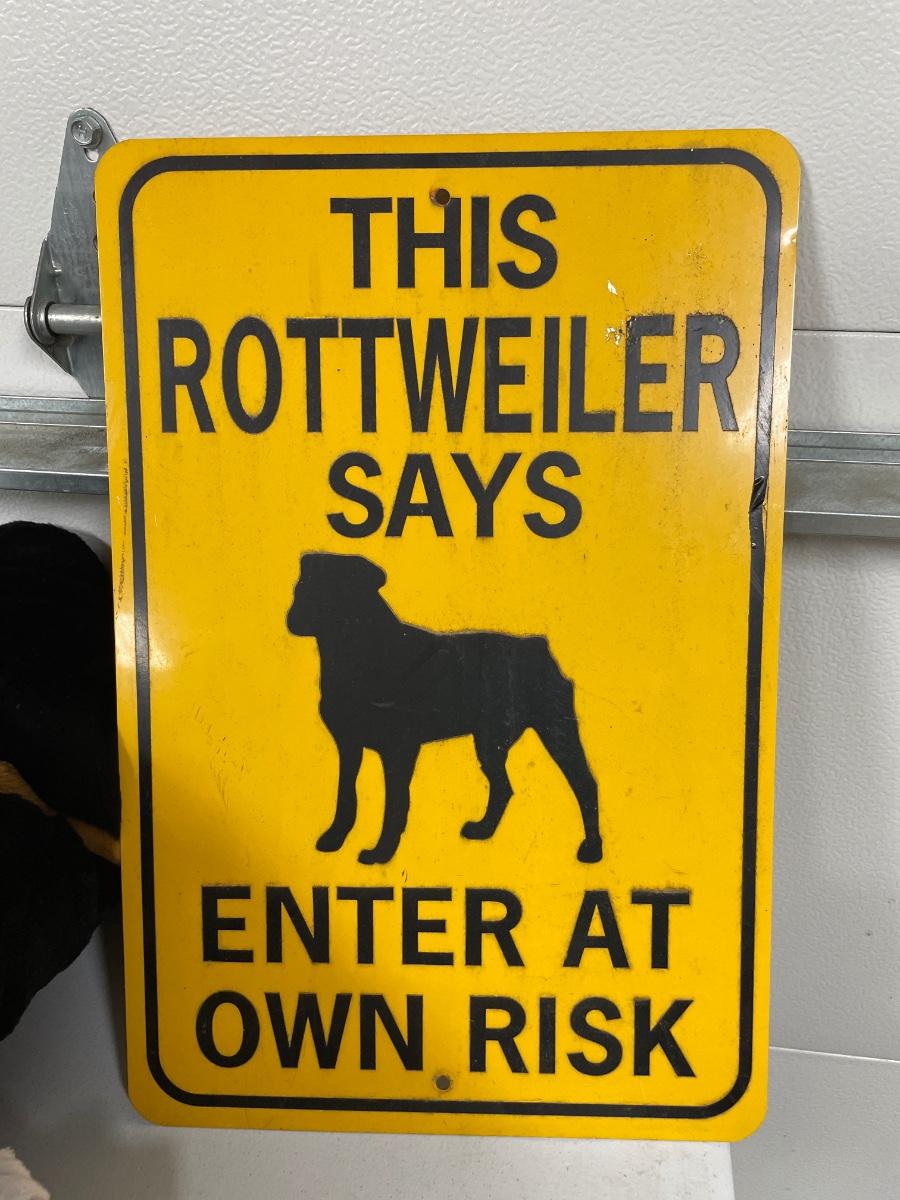 THIS
ROTTWEILER
SAYS
ENTER AT
OWN RISK